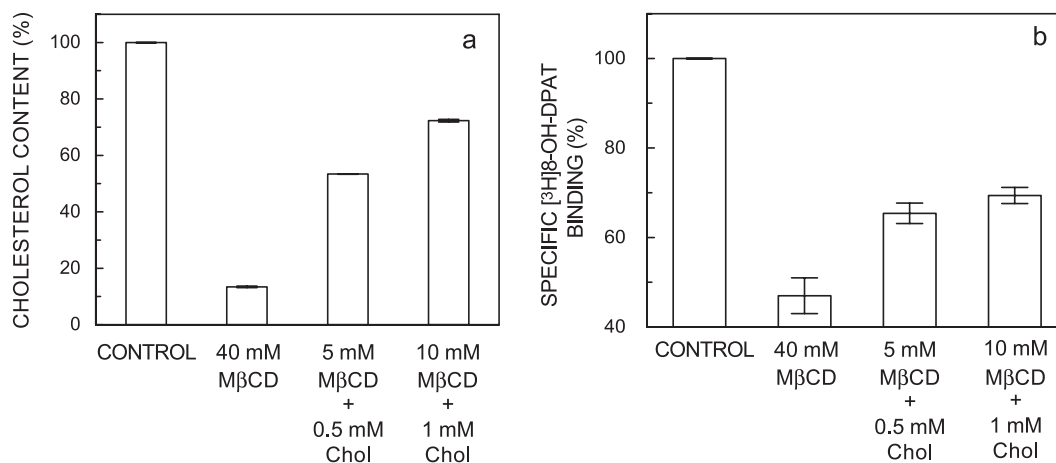 a
CHOLESTEROL CONTENT (%)
100
80
60
40
20
0
CONTROL
40 mM
MβCD
5 mM
MβCD
+
0.5 mM
Chol
10 mM
MβCD
+
1 mM
Chol
b
SPECIFIC [³H]8-OH-DPAT
BINDING (%)
100
80
60
40
CONTROL
40 mM
MβCD
5 mM
MβCD
+
0.5 mM
Chol
10 mM
MβCD
+
1 mM
Chol